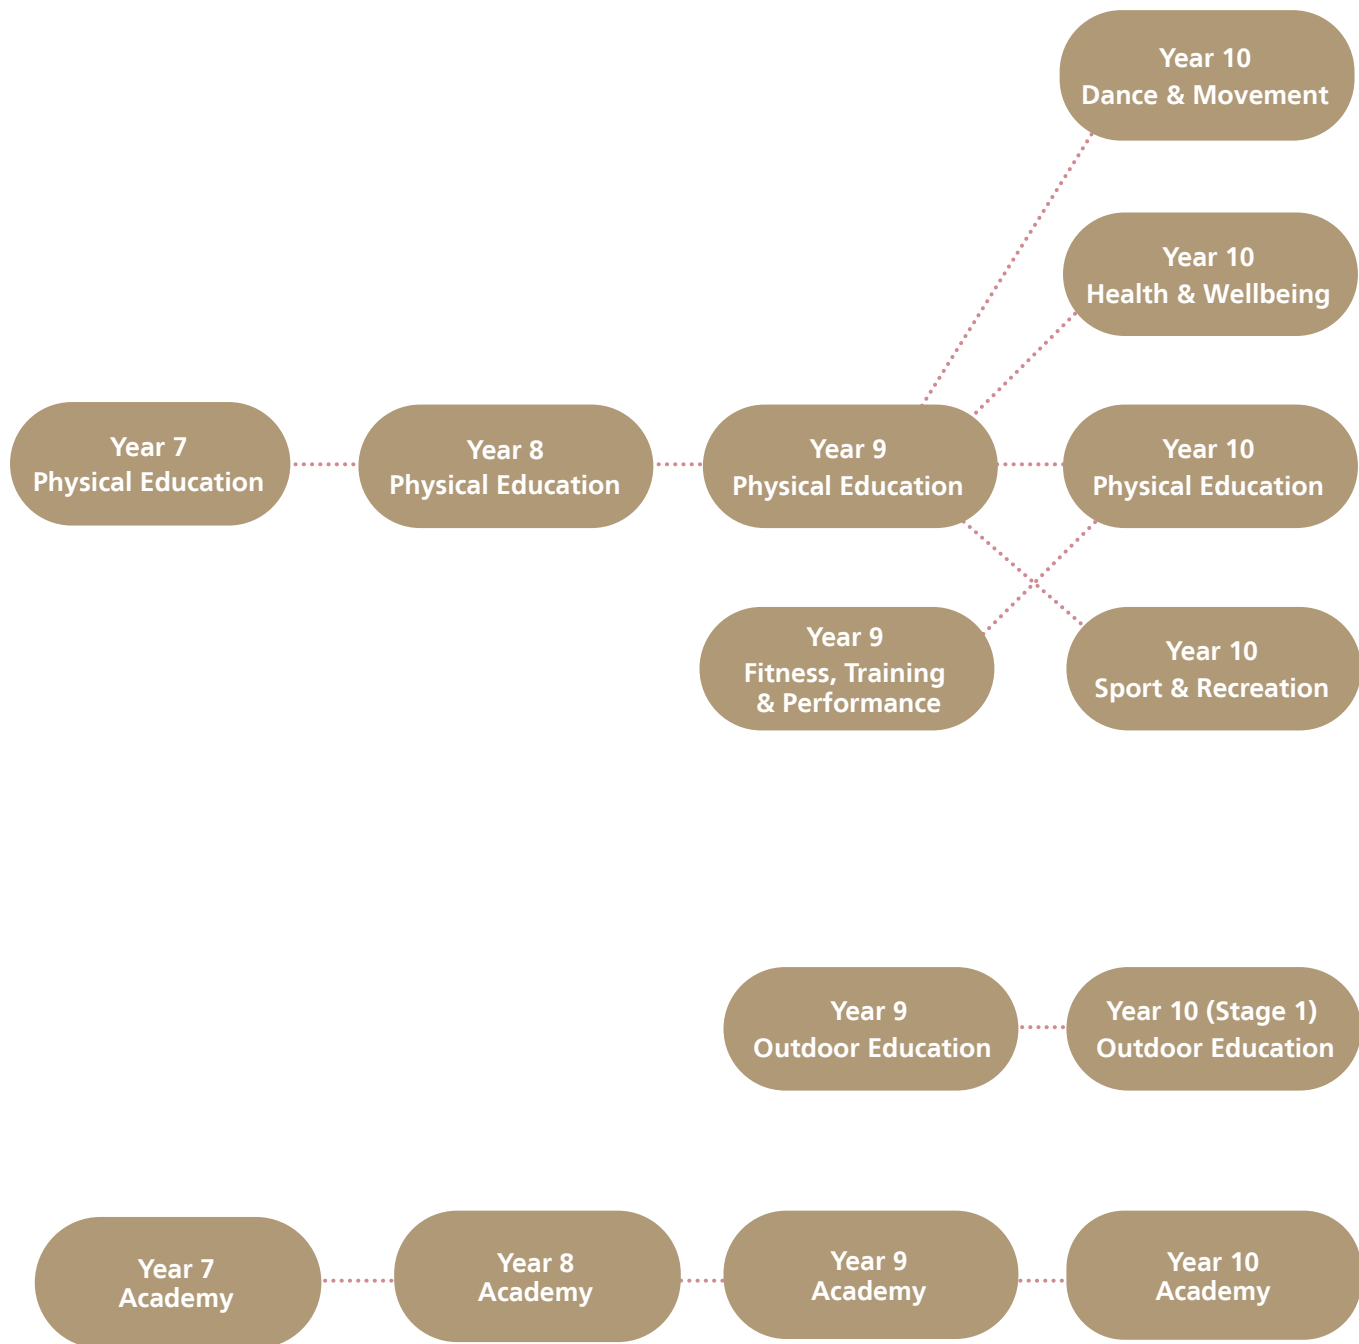 Year 10
Dance & Movement
Year 10
Health & Wellbeing
Year 7
Physical Education
Year 8
Physical Education
Year 9
Physical Education
Year 10
Physical Education
Year 9
Fitness, Training
& Performance
Year 10
Sport & Recreation
Year 9
Outdoor Education
Year 10 (Stage 1)
Outdoor Education
Year 7
Academy
Year 8
Academy
Year 9
Academy
Year 10
Academy